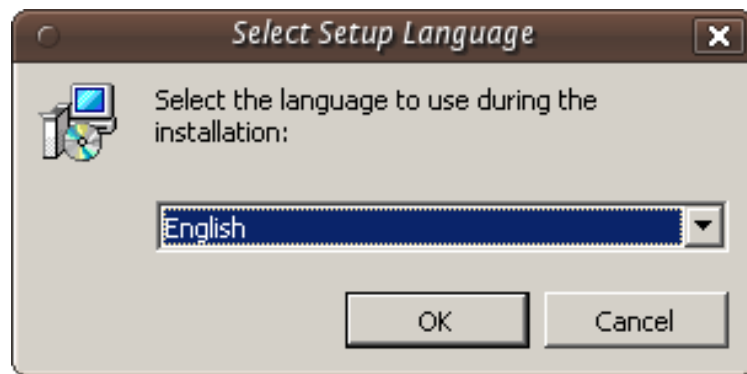 Select Setup Language
Select the language to use during the
installation:
English
OK
Cancel